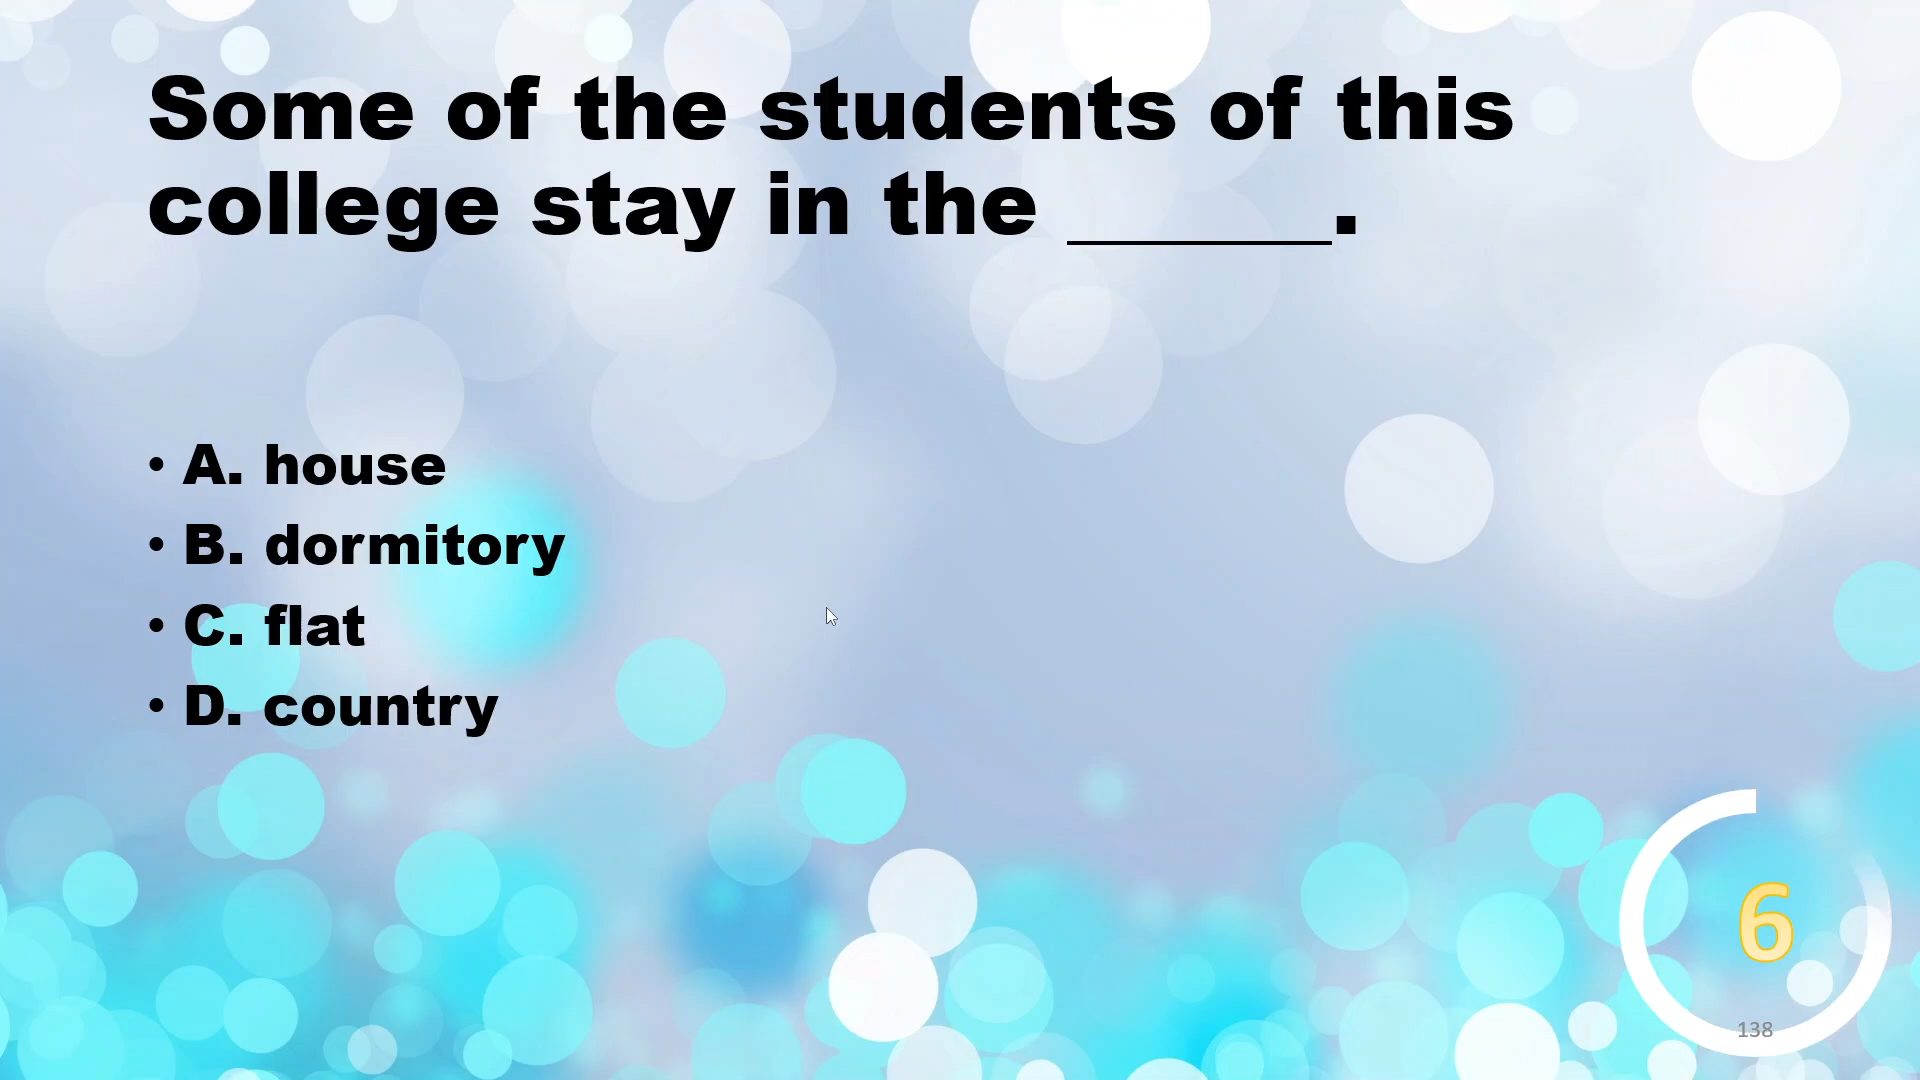 Some of the students of this
college stay in the ______.
• A. house
• B. dormitory
• C. flat
• D. country
6
138